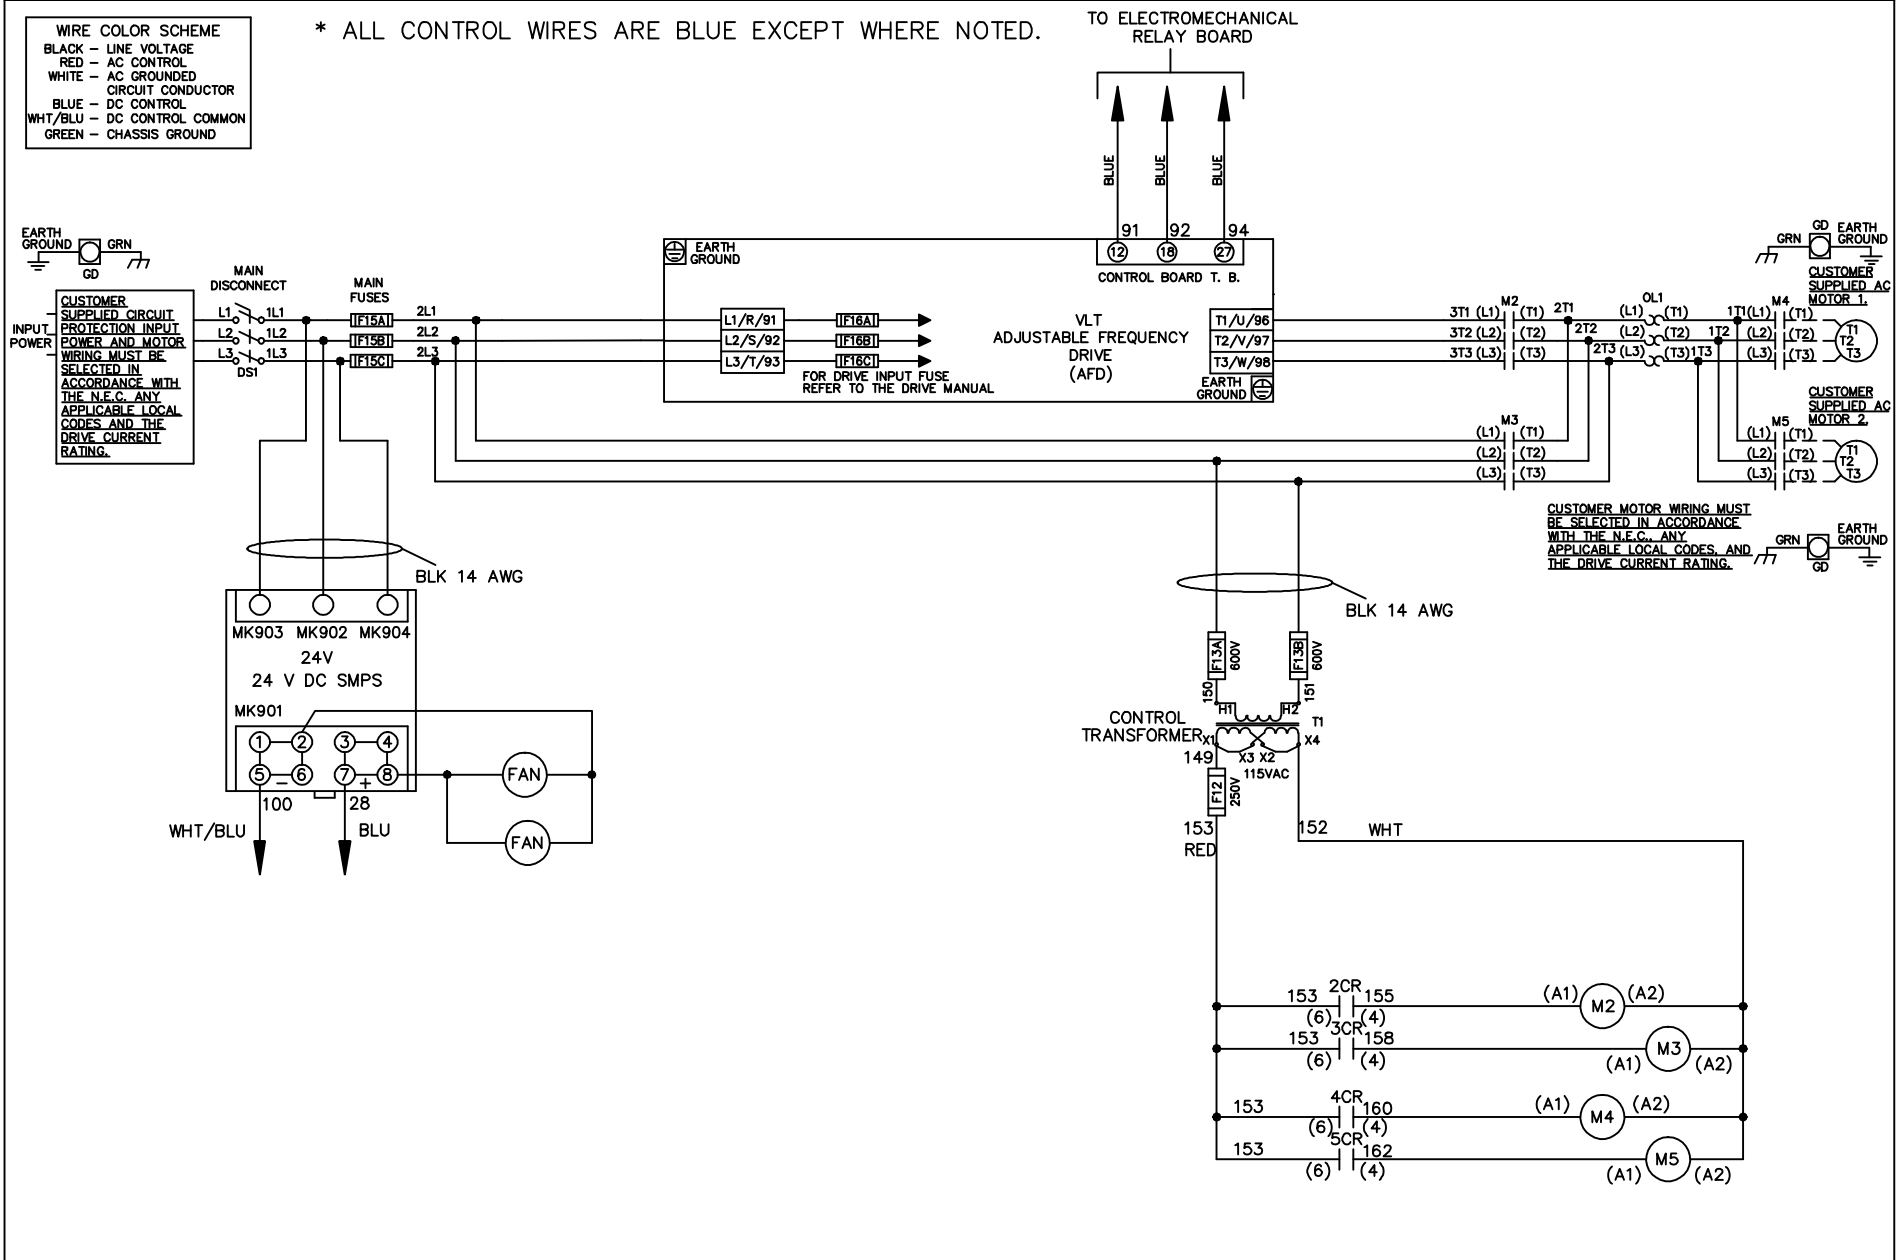 WIRE COLOR SCHEME
BLACK – LINE VOLTAGE
RED – AC CONTROL
WHITE – AC GROUNDED
CIRCUIT CONDUCTOR
BLUE – DC CONTROL
WHT/BLU – DC CONTROL COMMON
GREEN – CHASSIS GROUND
* ALL CONTROL WIRES ARE BLUE EXCEPT WHERE NOTED.
TO ELECTROMECHANICAL
RELAY BOARD
BLUE BLUE BLUE
91 92 94
12 18 27
CONTROL BOARD T. B.
EARTH
GROUND
GRN
GD
INPUT
POWER
CUSTOMER
SUPPLIED CIRCUIT
PROTECTION INPUT
POWER AND MOTOR
WIRING MUST BE
SELECTED IN
ACCORDANCE WITH
THE N.E.C. ANY
APPLICABLE LOCAL
CODES AND THE
DRIVE CURRENT
RATING.
MAIN
DISCONNECT
L1 1L1
L2 1L2
L3 1L3
DS1
MAIN
FUSES
F15A 2L1
F15B 2L2
F15C 2L3
EARTH
GROUND
L1/R/91 F16A
L2/S/92 F16B
L3/T/93 F16C
FOR DRIVE INPUT FUSE
REFER TO THE DRIVE MANUAL
VLT
ADJUSTABLE FREQUENCY
DRIVE
(AFD)
T1/U/96
T2/V/97
T3/W/98
EARTH
GROUND
M2
3T1 (L1) (T1) 2T1
3T2 (L2) (T2) 2T2
3T3 (L3) (T3) 2T3
OL1
(L1) (T1) 1T1
(L2) (T2) 1T2
(L3) (T3) 1T3
M4
(L1) (T1)
(L2) (T2)
(L3) (T3)
T1
T2
T3
GRN
GD
EARTH
GROUND
CUSTOMER
SUPPLIED AC
MOTOR 1.
M3
(L1) (T1)
(L2) (T2)
(L3) (T3)
M5
(L1) (T1)
(L2) (T2)
(L3) (T3)
T1
T2
T3
CUSTOMER
SUPPLIED AC
MOTOR 2.
CUSTOMER MOTOR WIRING MUST
BE SELECTED IN ACCORDANCE
WITH THE N.E.C., ANY
APPLICABLE LOCAL CODES, AND
THE DRIVE CURRENT RATING.
GRN
GD
EARTH
GROUND
BLK 14 AWG
MK903 MK902 MK904
24V
24 V DC SMPS
MK901
1 2 3 4
5 – 6 7 + 8
100 28
WHT/BLU BLU
FAN
FAN
BLK 14 AWG
F13A 600V
F13B 600V
150 151
H1 H2
T1
CONTROL
TRANSFORMER
X1 X3 X2 X4
149
115VAC
F12 250V
153
RED
152 WHT
153 2CR 155 (A1) M2 (A2)
(6) (4)
153 3CR 158 M3
(6) (4) (A1) (A2)
153 4CR 160 (A1) M4 (A2)
(6) (4)
153 5CR 162 M5
(6) (4) (A1) (A2)